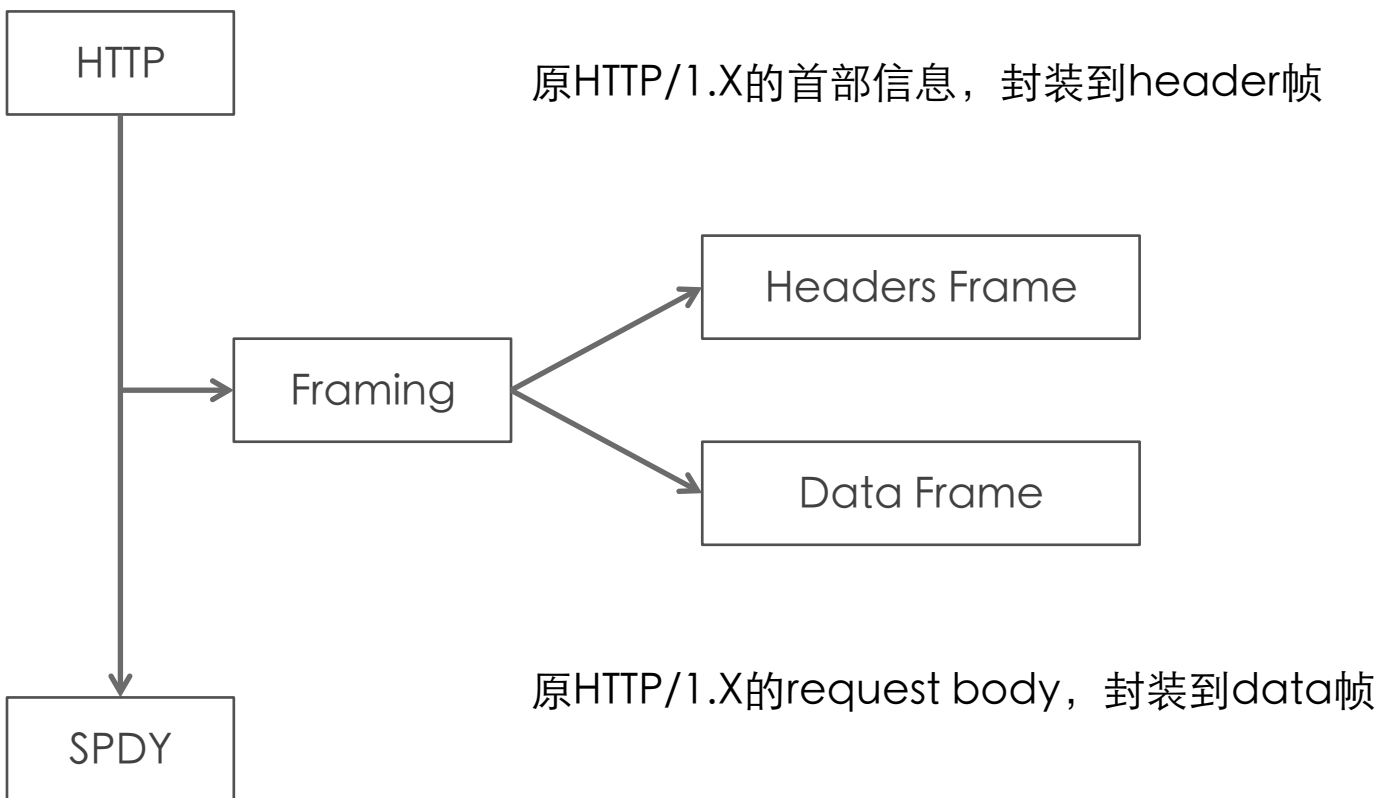 HTTP
原HTTP/1.X的首部信息，封装到header帧
Headers Frame
Framing
Data Frame
原HTTP/1.X的request body，封装到data帧
SPDY